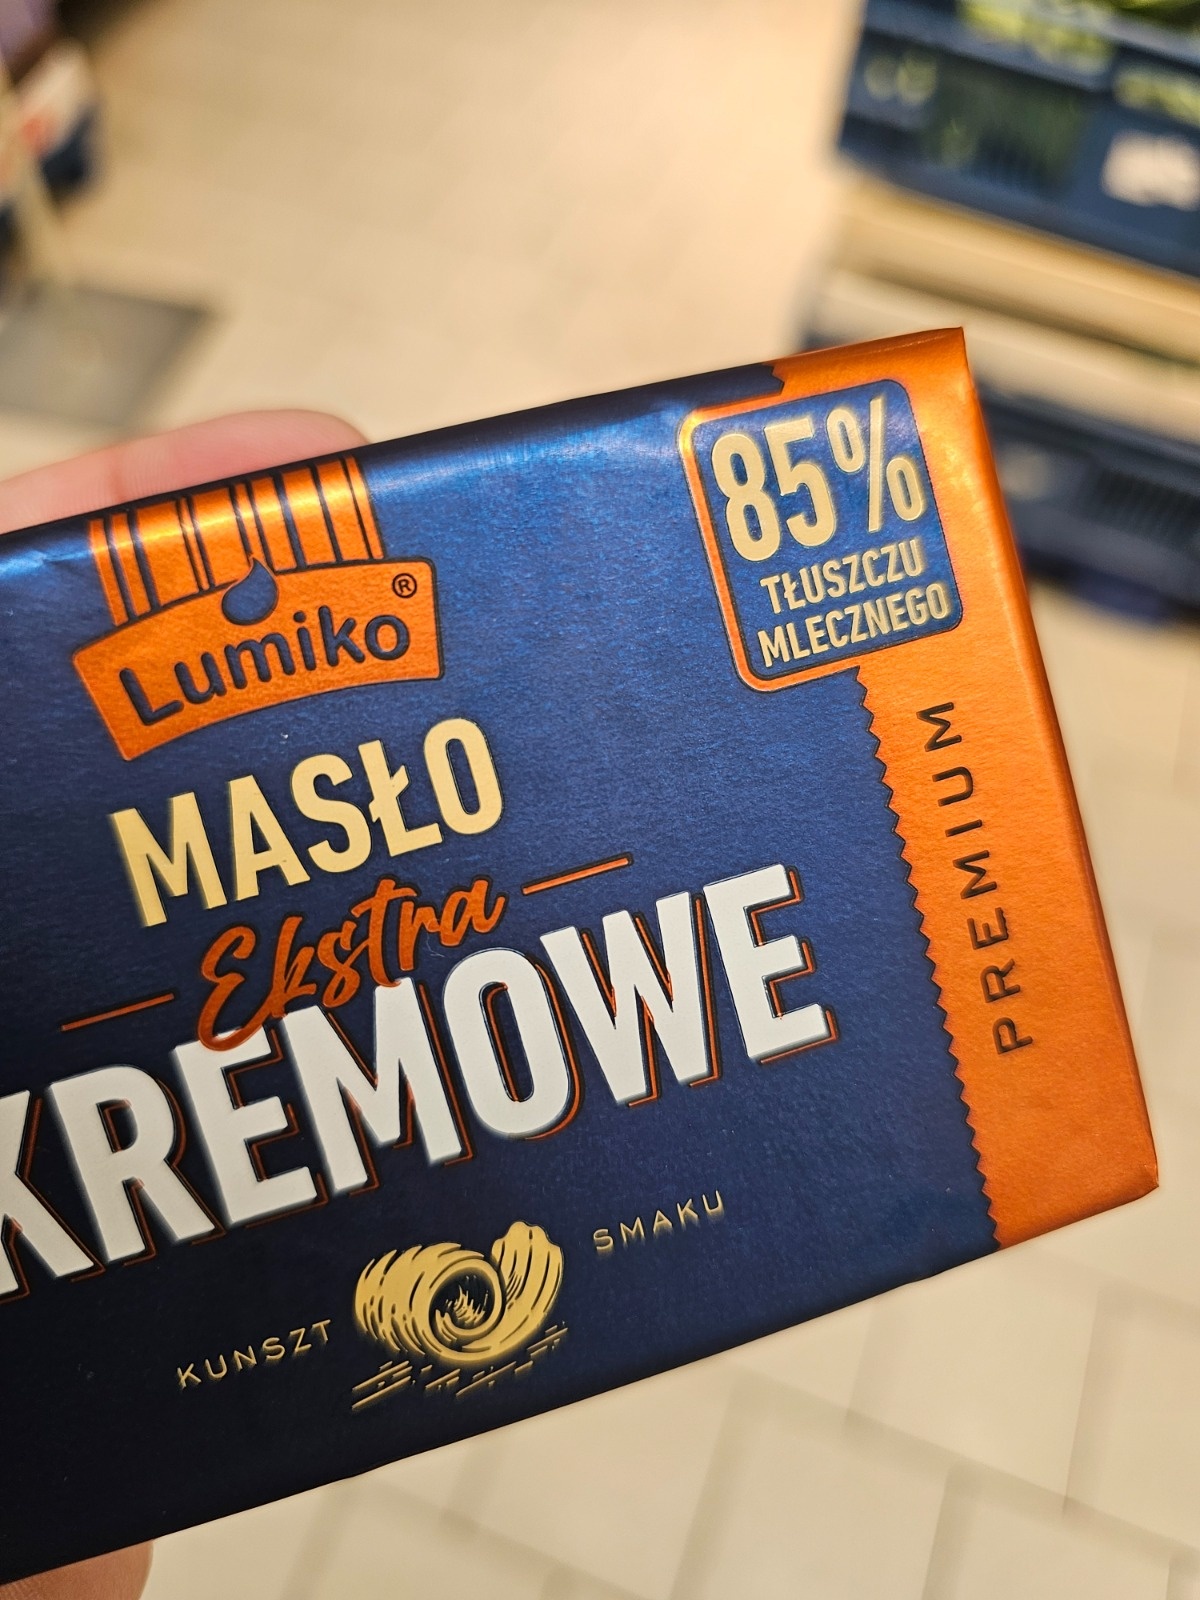 85%
TŁUSZCZU
MLECZNEGO
Lumiko®
MASŁO
Ekstra
KREMOWE
PREMIUM
KUNSZT SMAKU